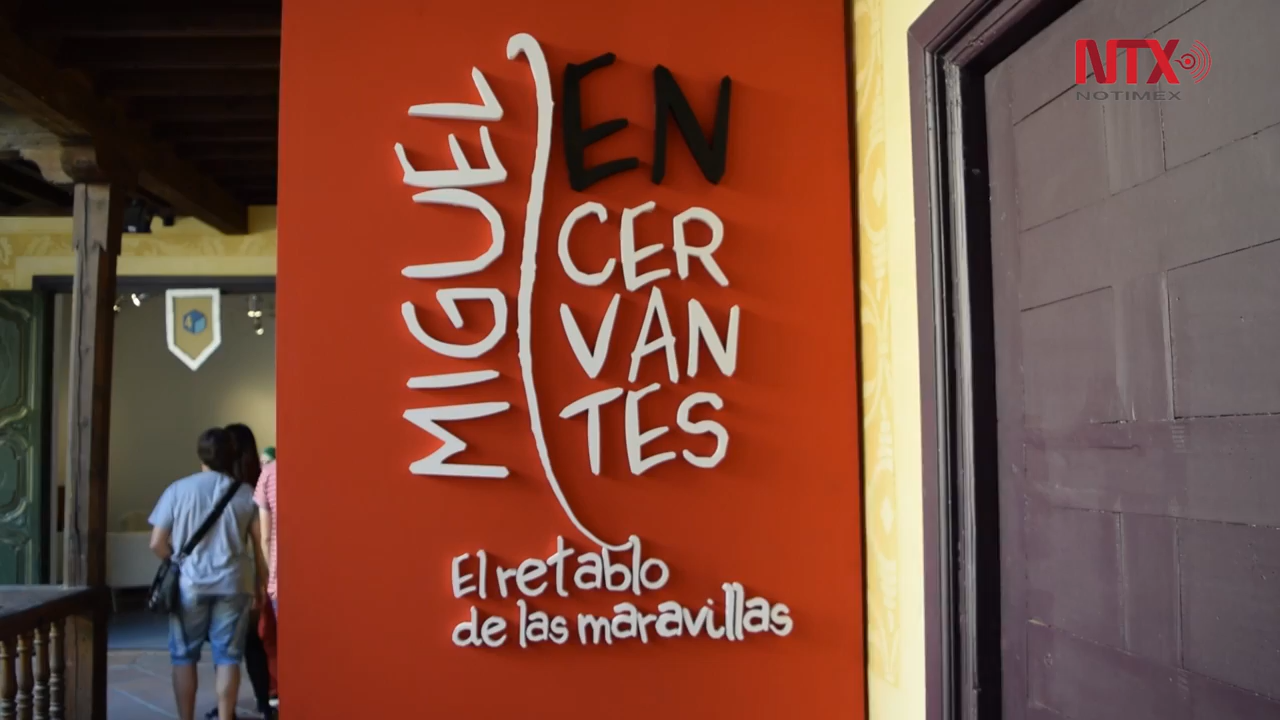 MIGUEL
EN
CER
VAN
TES
El retablo
de las maravillas
NTX
NOTIMEX